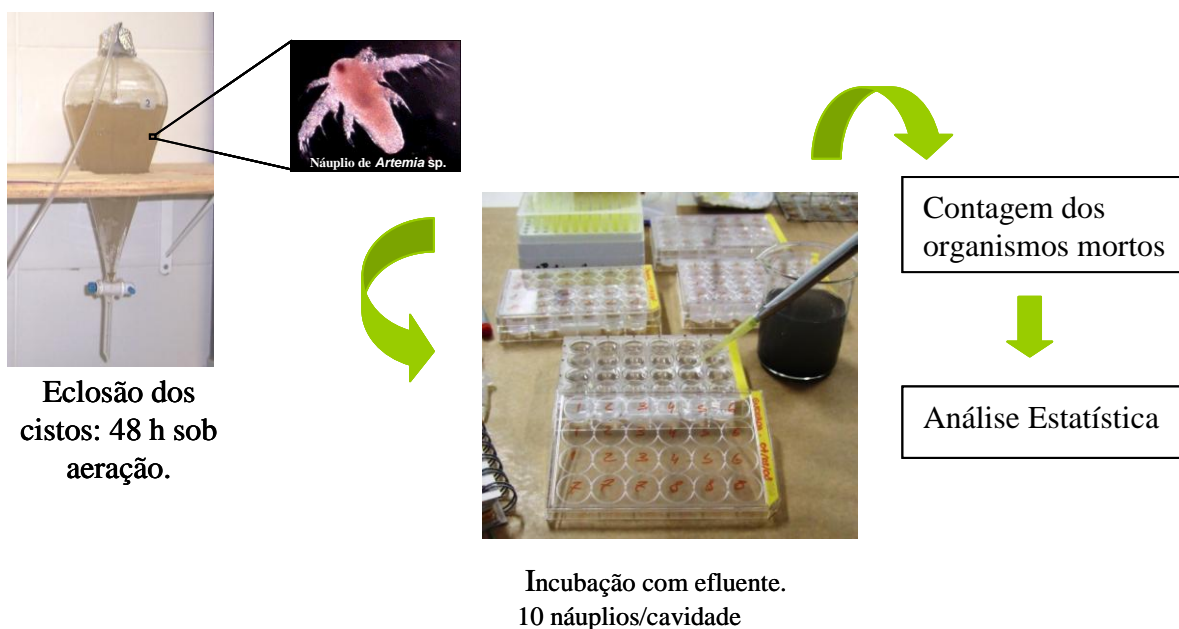 Náuplio de Artemia sp.
Eclosão dos
cistos: 48 h sob
aeração.
Incubação com efluente.
10 náuplios/cavidade
Contagem dos
organismos mortos
Análise Estatística